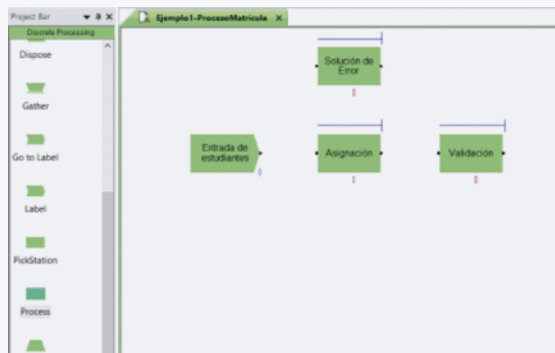 Project Bar
Discrete Processing
Dispose
Gather
Go to Label
Label
PickStation
Process
Ejemplo1-ProcesoMatricula
Solución de
Error
0
Entrada de
estudiantes
0
Asignación
Validación
0